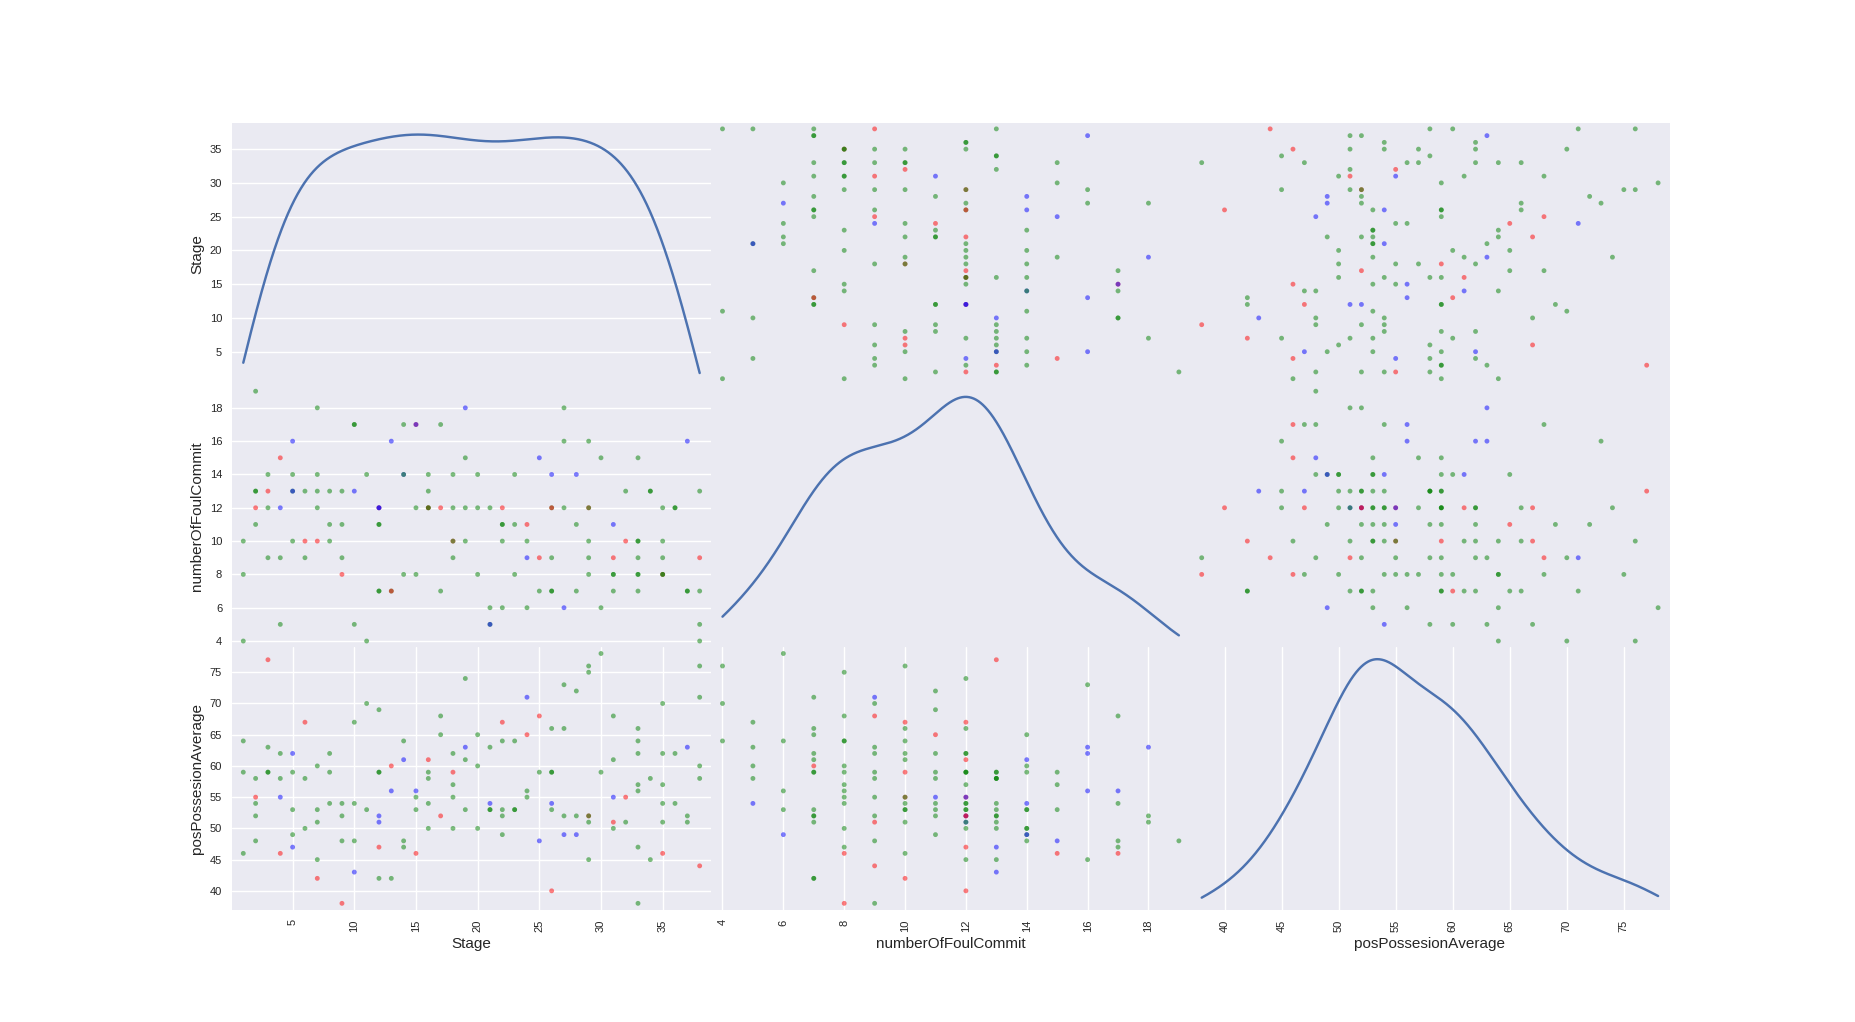 35
30
25
20
15
10
5
Stage
18
16
14
12
10
8
6
4
numberOfFoulCommit
75
70
65
60
55
50
45
40
posPossesionAverage
5 10 15 20 25 30 35
4 6 8 10 12 14 16 18
40 45 50 55 60 65 70 75
Stage
numberOfFoulCommit
posPossesionAverage